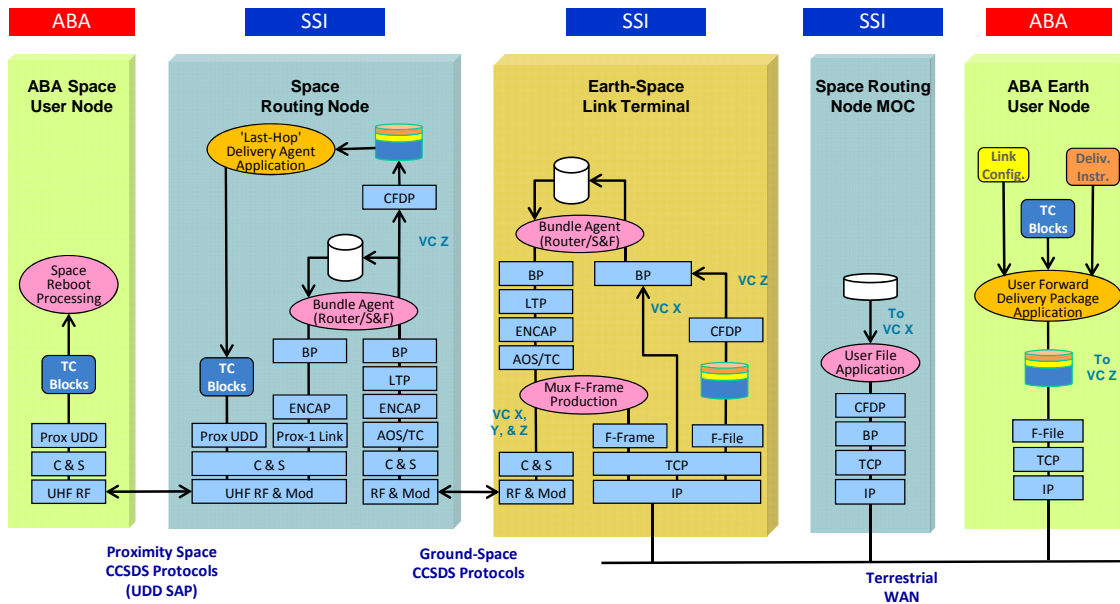 ABA
SSI
SSI
SSI
ABA
ABA Space
User Node
Space
Routing Node
Earth-Space
Link Terminal
Space Routing
Node MOC
ABA Earth
User Node
'Last-Hop'
Delivery Agent
Application
CFDP
VC Z
Bundle Agent
(Router/S&F)
BP
BP
LTP
ENCAP
ENCAP
Prox UDD
Prox-1 Link
AOS/TC
C & S
C & S
UHF RF & Mod
RF & Mod
TC
Blocks
Space
Reboot
Processing
TC
Blocks
Prox UDD
C & S
UHF RF
Bundle Agent
(Router/S&F)
BP
BP
VC Z
LTP
VC X
ENCAP
CFDP
AOS/TC
Mux F-Frame
Production
VC X,
Y, & Z
F-Frame
F-File
C & S
TCP
RF & Mod
IP
To
VC X
User File
Application
CFDP
BP
TCP
IP
Link
Config.
Deliv.
Instr.
TC
Blocks
User Forward
Delivery Package
Application
To
VC Z
F-File
TCP
IP
Proximity Space
CCSDS Protocols
(UDD SAP)
Ground-Space
CCSDS Protocols
Terrestrial
WAN